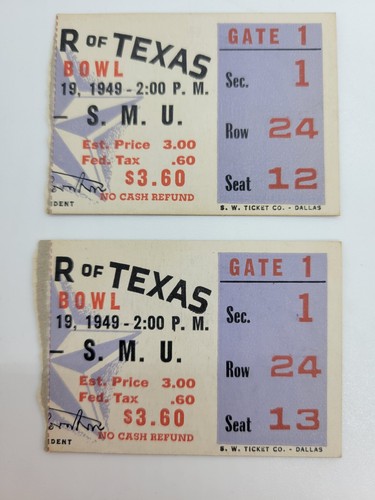 R OF TEXAS
BOWL
19, 1949 - 2:00 P. M.
— S. M. U.
Est. Price 3.00
Fed. Tax .60
$3.60
NO CASH REFUND
IDENT
GATE 1
Sec. 1
Row 24
Seat 12
S. W. TICKET CO. - DALLAS
R OF TEXAS
BOWL
19, 1949 - 2:00 P. M.
— S. M. U.
Est. Price 3.00
Fed. Tax .60
$3.60
NO CASH REFUND
IDENT
GATE 1
Sec. 1
Row 24
Seat 13
S. W. TICKET CO. - DALLAS